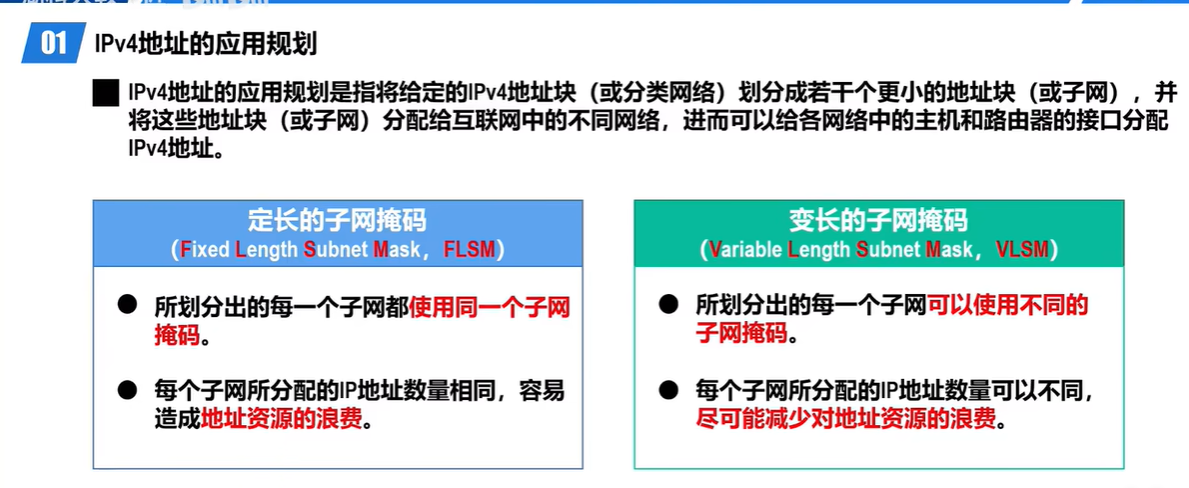 01 IPv4地址的应用规划
IPv4地址的应用规划是指将给定的IPv4地址块（或分类网络）划分成若干个更小的地址块（或子网），并
将这些地址块（或子网）分配给互联网中的不同网络，进而可以给各网络中的主机和路由器的接口分配
IPv4地址。
定长的子网掩码
（Fixed Length Subnet Mask，FLSM）
所划分出的每一个子网都使用同一个子网
掩码。
每个子网所分配的IP地址数量相同，容易
造成地址资源的浪费。
变长的子网掩码
（Variable Length Subnet Mask，VLSM）
所划分出的每一个子网可以使用不同的
子网掩码。
每个子网所分配的IP地址数量可以不同，
尽可能减少对地址资源的浪费。